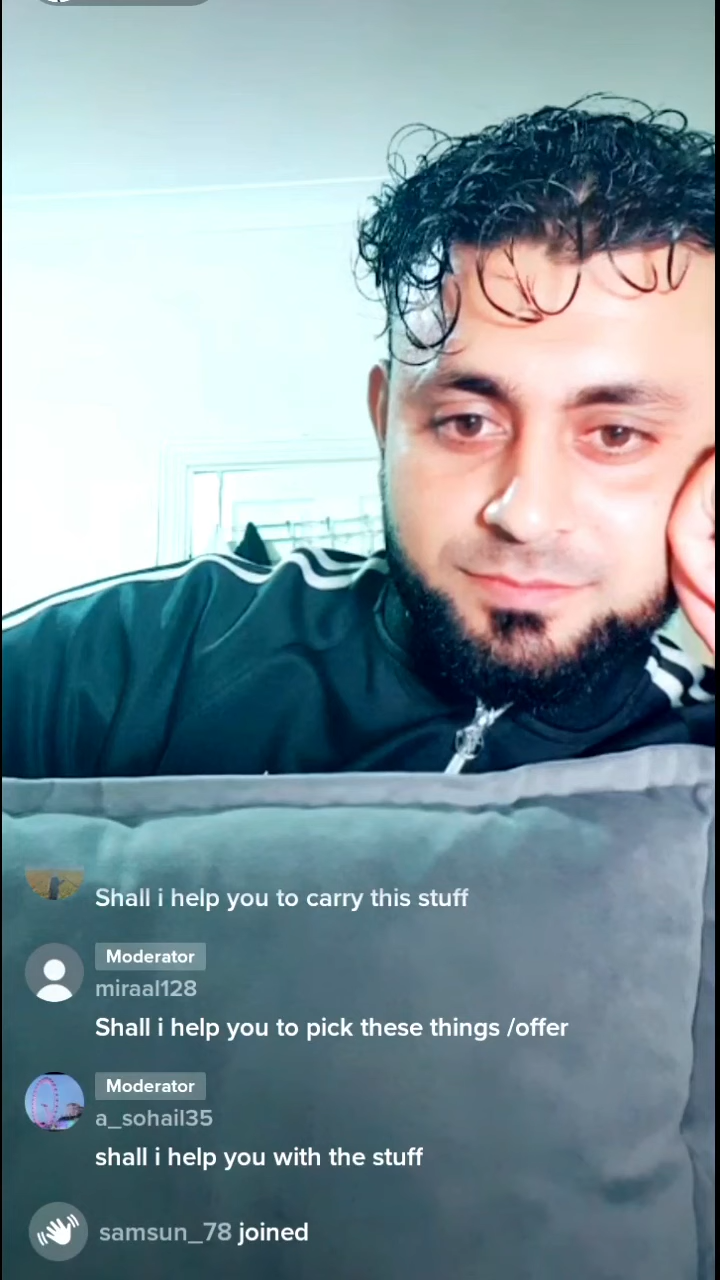 Shall i help you to carry this stuff
Moderator
miraal128
Shall i help you to pick these things /offer
Moderator
a_sohail35
shall i help you with the stuff
samsun_78 joined